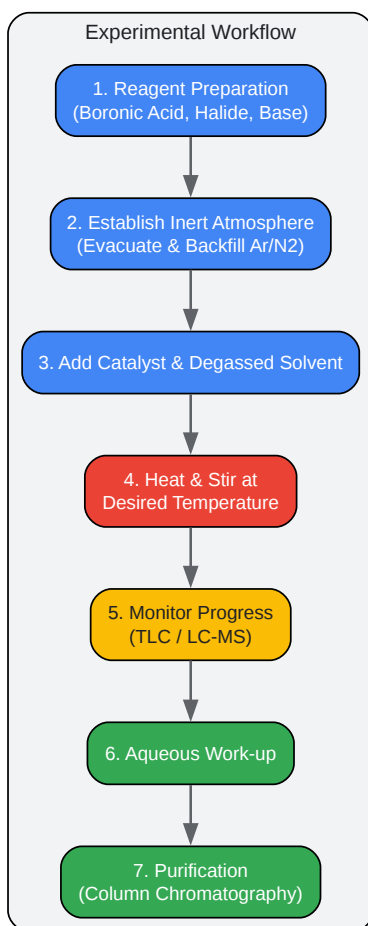 Experimental Workflow
1. Reagent Preparation
(Boronic Acid, Halide, Base)
2. Establish Inert Atmosphere
(Evacuate & Backfill Ar/N2)
3. Add Catalyst & Degassed Solvent
4. Heat & Stir at
Desired Temperature
5. Monitor Progress
(TLC / LC-MS)
6. Aqueous Work-up
7. Purification
(Column Chromatography)